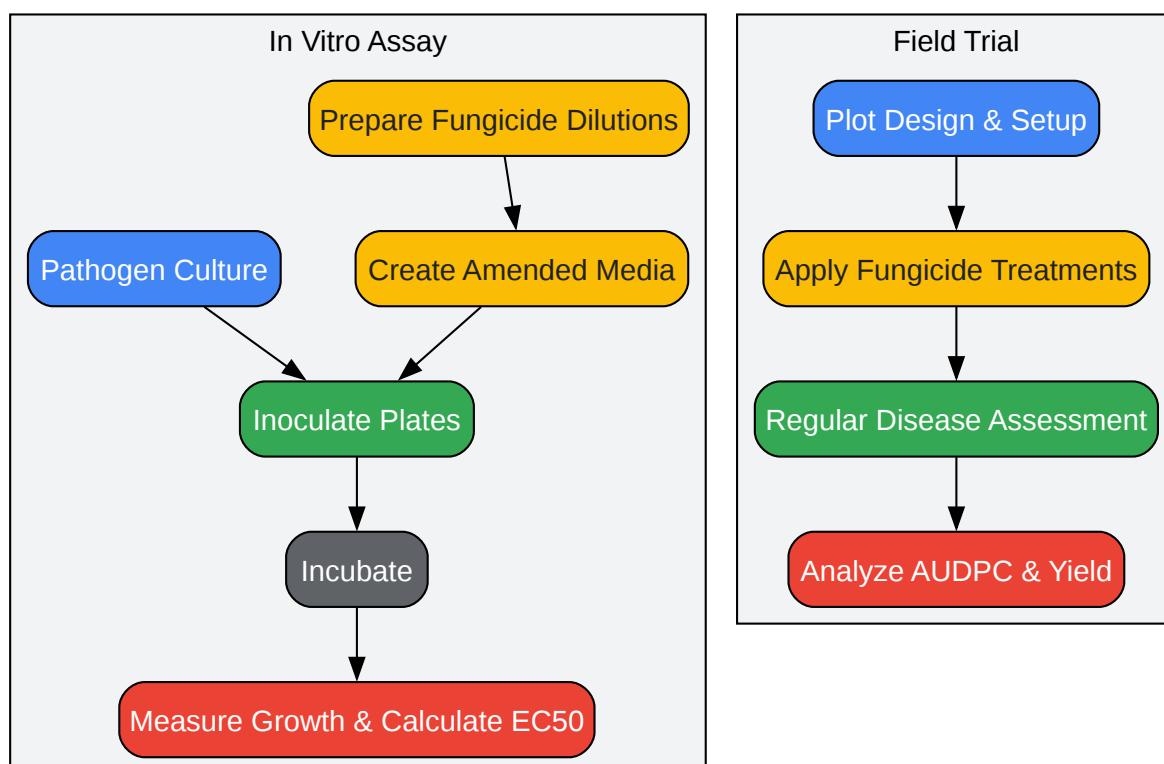 In Vitro Assay
Prepare Fungicide Dilutions
Pathogen Culture
Create Amended Media
Inoculate Plates
Incubate
Measure Growth & Calculate EC50
Field Trial
Plot Design & Setup
Apply Fungicide Treatments
Regular Disease Assessment
Analyze AUDPC & Yield